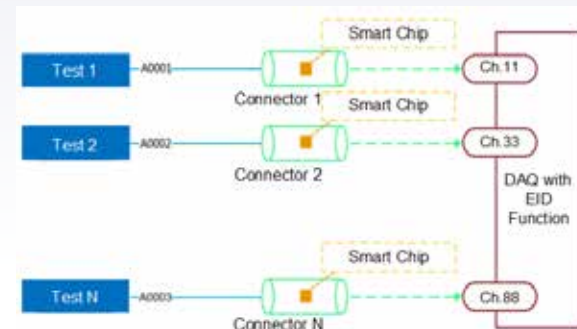 Smart Chip
Test 1
A0001
Ch.11
Connector 1
Smart Chip
Test 2
A0002
Ch.33
Connector 2
DAQ with
EID
Function
Smart Chip
Test N
A0003
Ch.88
Connector N